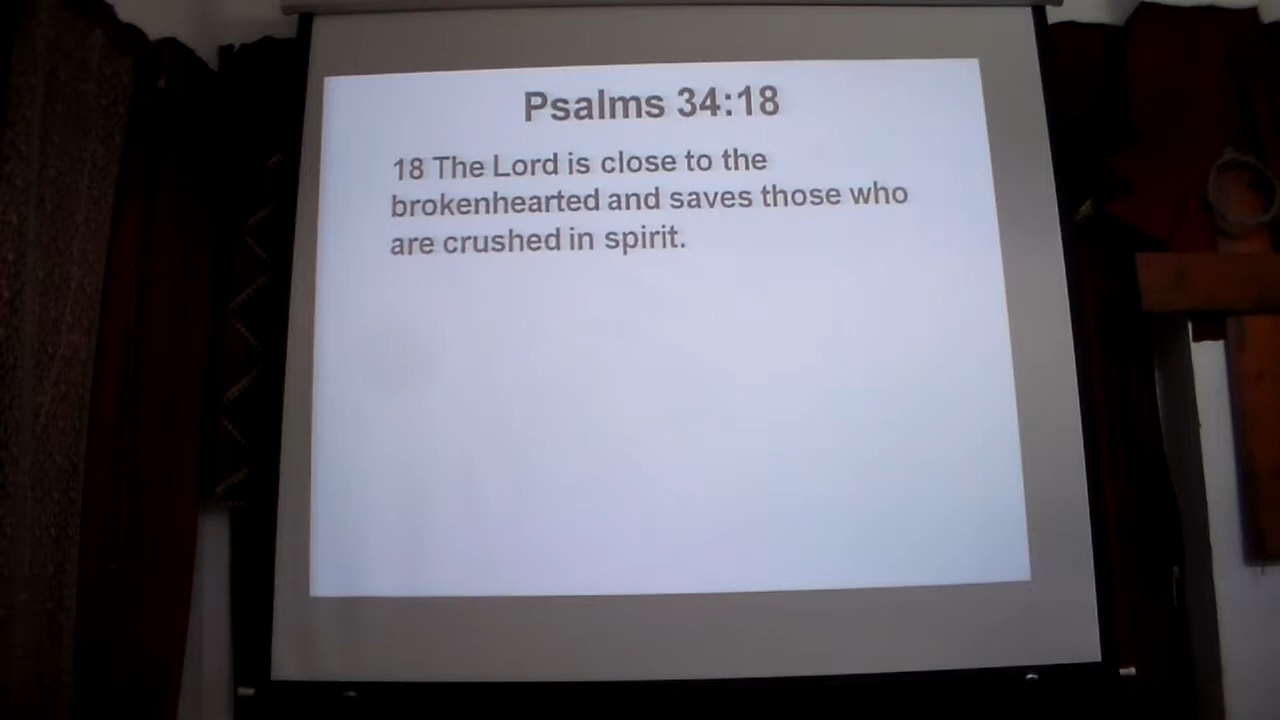 Psalms 34:18
18 The Lord is close to the
brokenhearted and saves those who
are crushed in spirit.